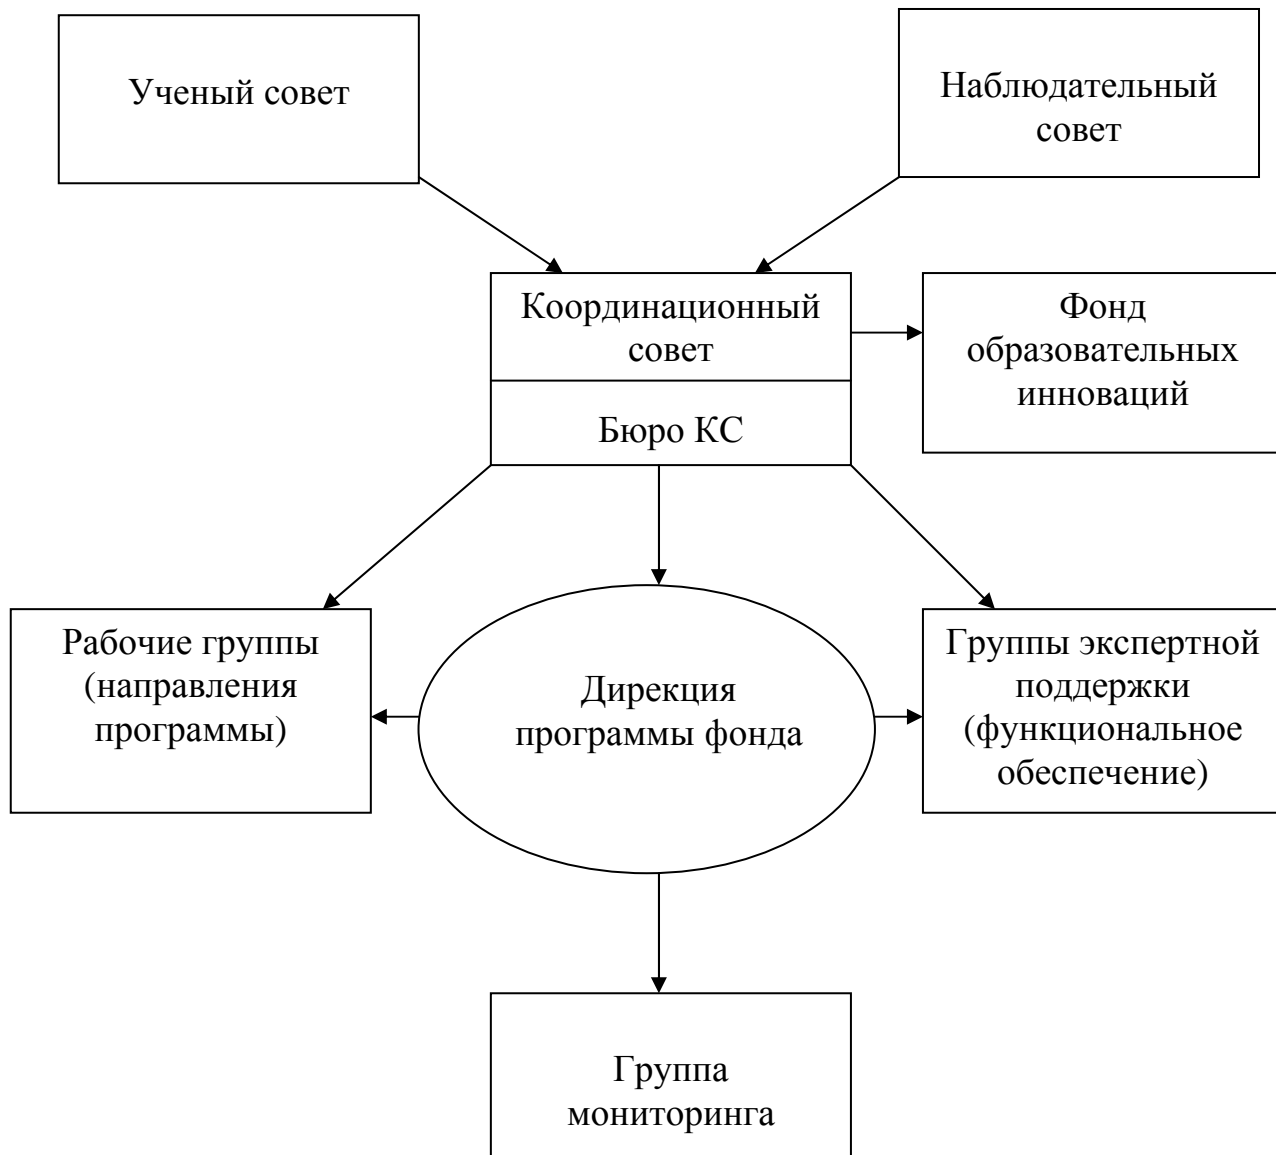 Ученый совет
Наблюдательный
совет
Координационный
совет
Фонд
образовательных
инноваций
Бюро КС
Рабочие группы
(направления
программы)
Дирекция
программы фонда
Группы экспертной
поддержки
(функциональное
обеспечение)
Группа
мониторинга